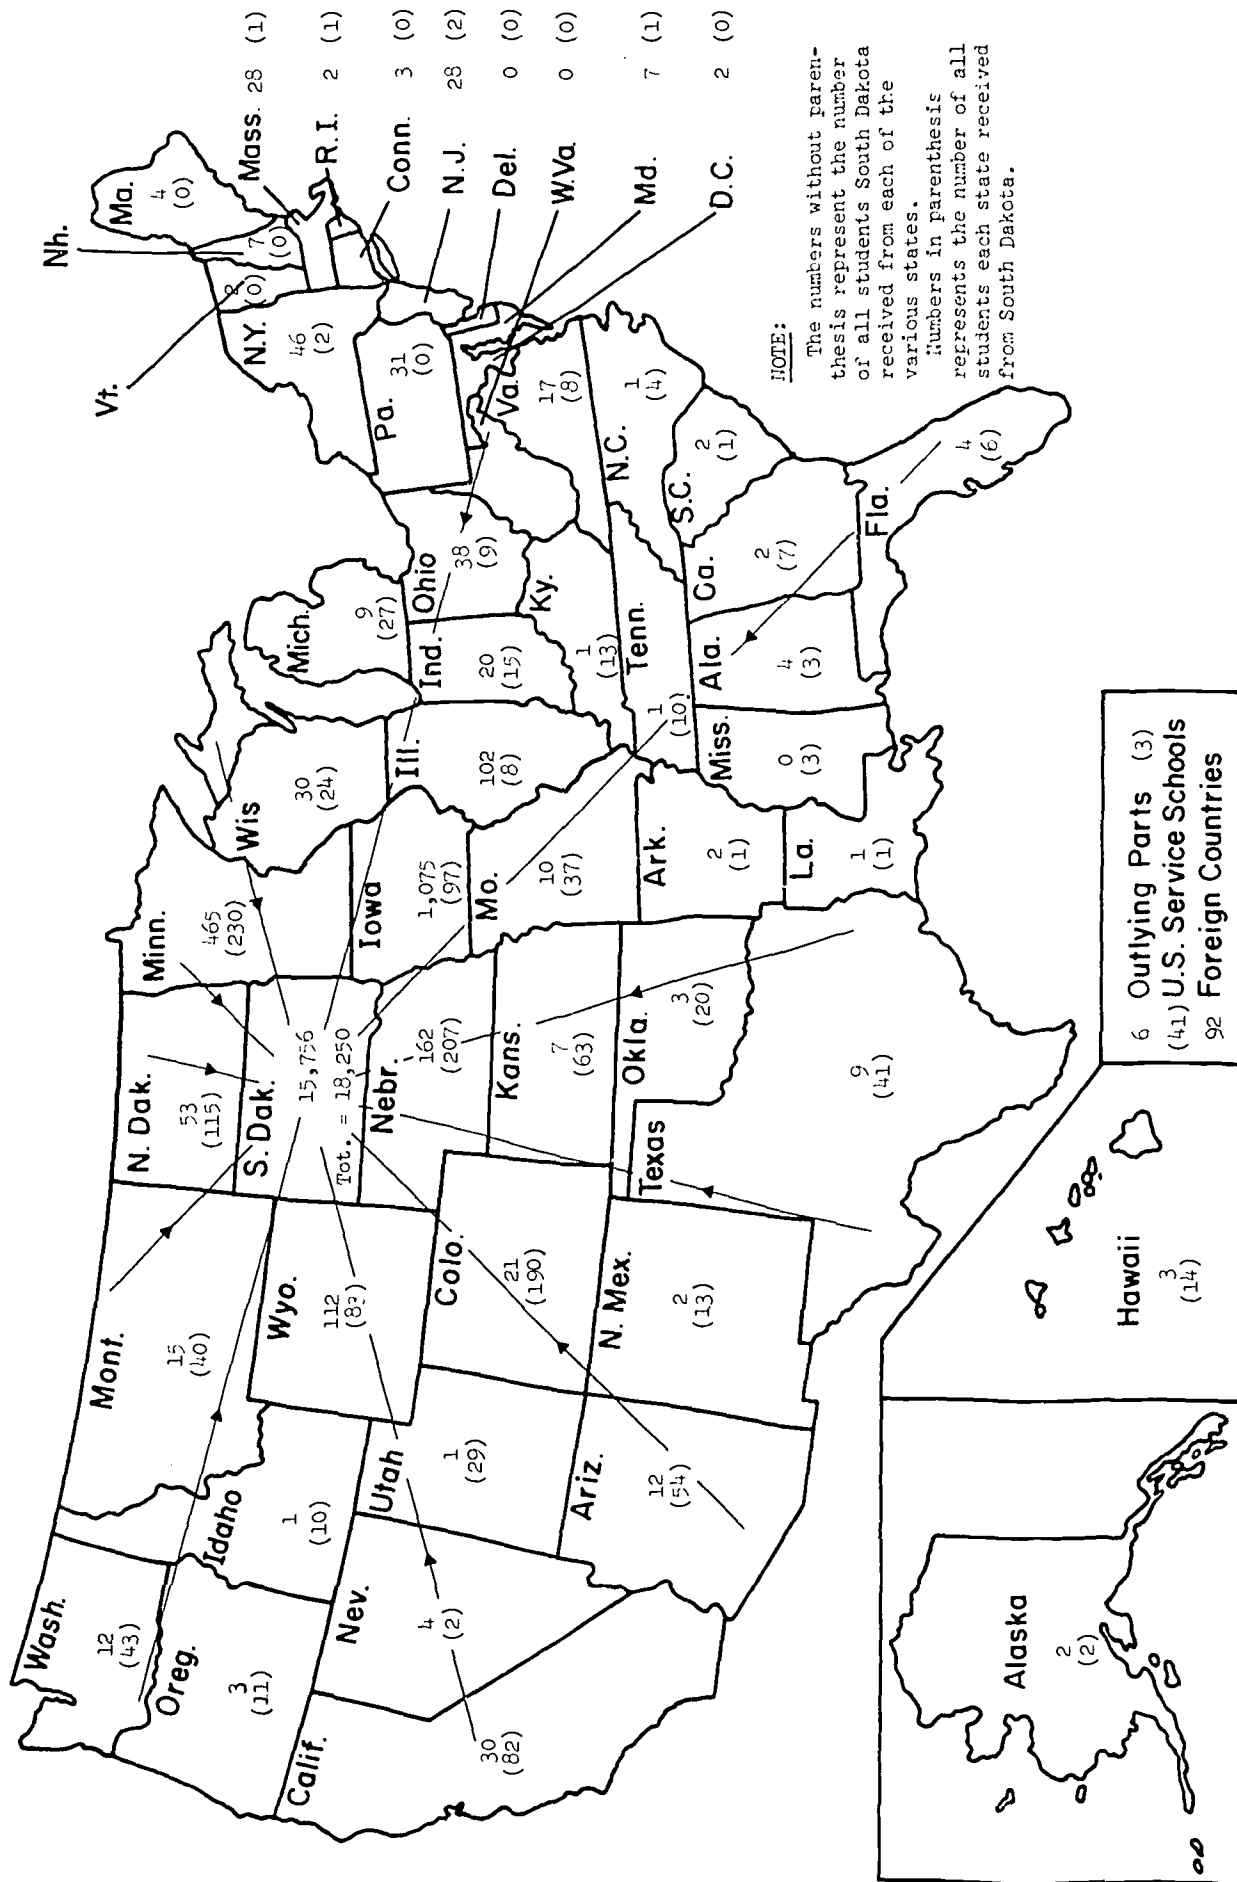 Wash.
12
(43)
Oreg.
3
(11)
Calif.
30
(82)
Nev.
4
(2)
Idaho
1
(10)
Mont.
15
(40)
Wyo.
112
Utah
1
(29)
Ariz.
12
(54)
Colo.
21
(190)
N. Mex.
2
(13)
N. Dak.
53
(115)
S. Dak.
15,756
Tot. = 18,250
Nebr.
162
(207)
Kans.
7
(63)
Okla.
3
(20)
Texas
9
(41)
Minn.
465
(230)
Iowa
1,075
(97)
Mo.
10
(37)
Ark.
2
(1)
La.
1
(1)
Wis
30
(24)
Ill.
102
(8)
Mich.
9
(27)
Ind.
20
(15)
Ohio
38
(9)
Ky.
1
(13)
Tenn.
1
(10)
Miss.
0
(3)
Ala.
4
(3)
Ga.
2
(7)
Fla.
4
(6)
S.C.
2
(1)
N.C.
1
(4)
Va.
17
(8)
Pa.
31
(0)
N.Y.
46
(2)
Vt.
2
(0)
Nh.
7
(0)
Ma.
4
(0)
Mass. 28 (1)
R.I. 2 (1)
Conn. 3 (0)
N.J. 28 (2)
Del. 0 (0)
W.Va. 0 (0)
Md. 7 (1)
D.C. 2 (0)
NOTE:
The numbers without paren-
thesis represent the number
of all students South Dakota
received from each of the
various states.
Numbers in parenthesis
represents the number of all
students each state received
from South Dakota.
Alaska
2
(2)
Hawaii
3
(14)
6 Outlying Parts (3)
(41) U.S. Service Schools
92 Foreign Countries